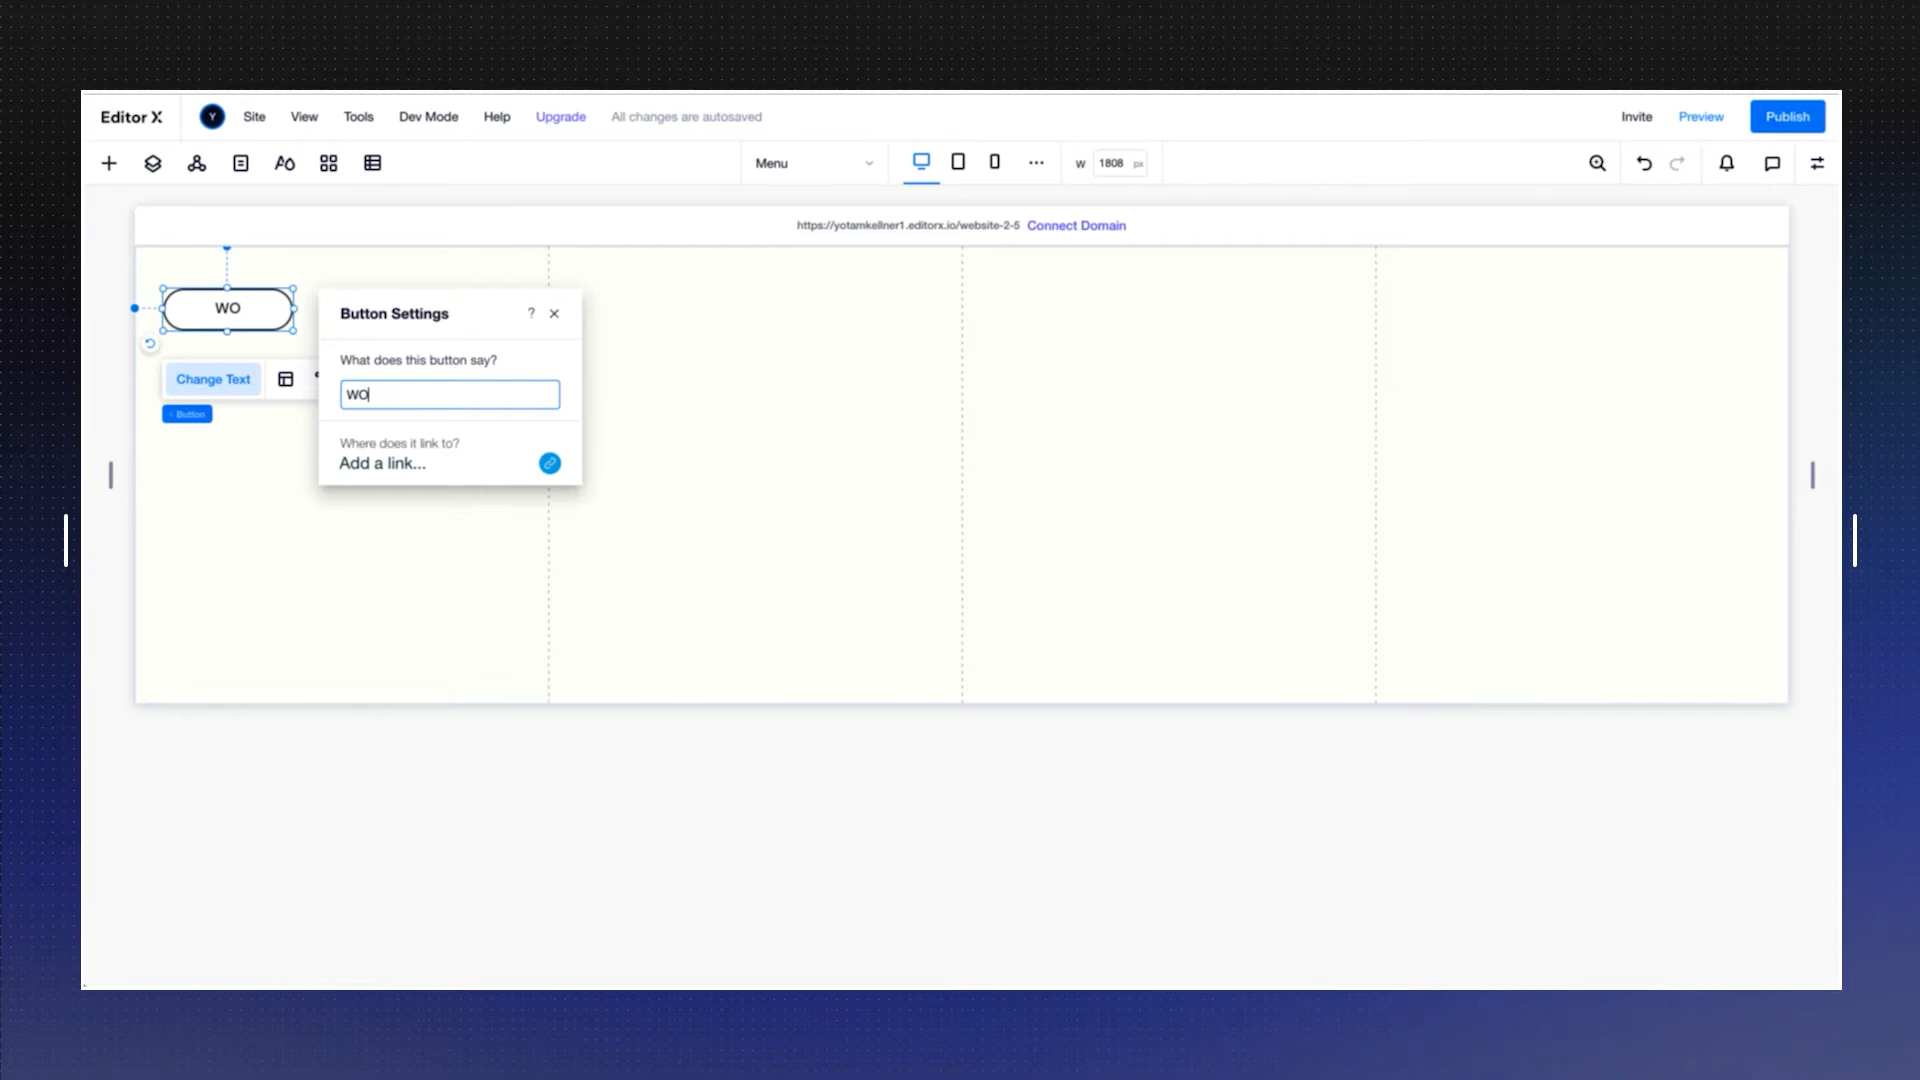 Editor X Y Site View Tools Dev Mode Help Upgrade All changes are autosaved Invite Preview Publish
Menu W 1808 px
https://yotamkellner1.editorx.io/website-2-5 Connect Domain
WO
Button Settings ?
What does this button say?
Change Text
WO
Button
Where does it link to?
Add a link...